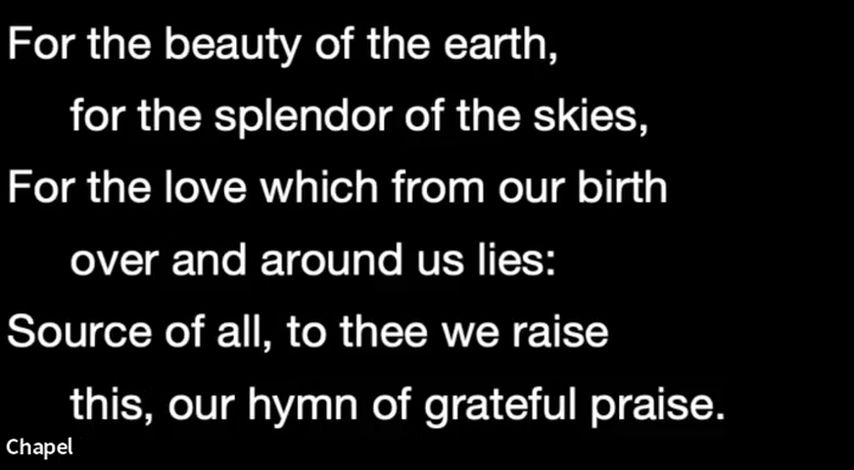 For the beauty of the earth,
for the splendor of the skies,
For the love which from our birth
over and around us lies:
Source of all, to thee we raise
this, our hymn of grateful praise.
Chapel